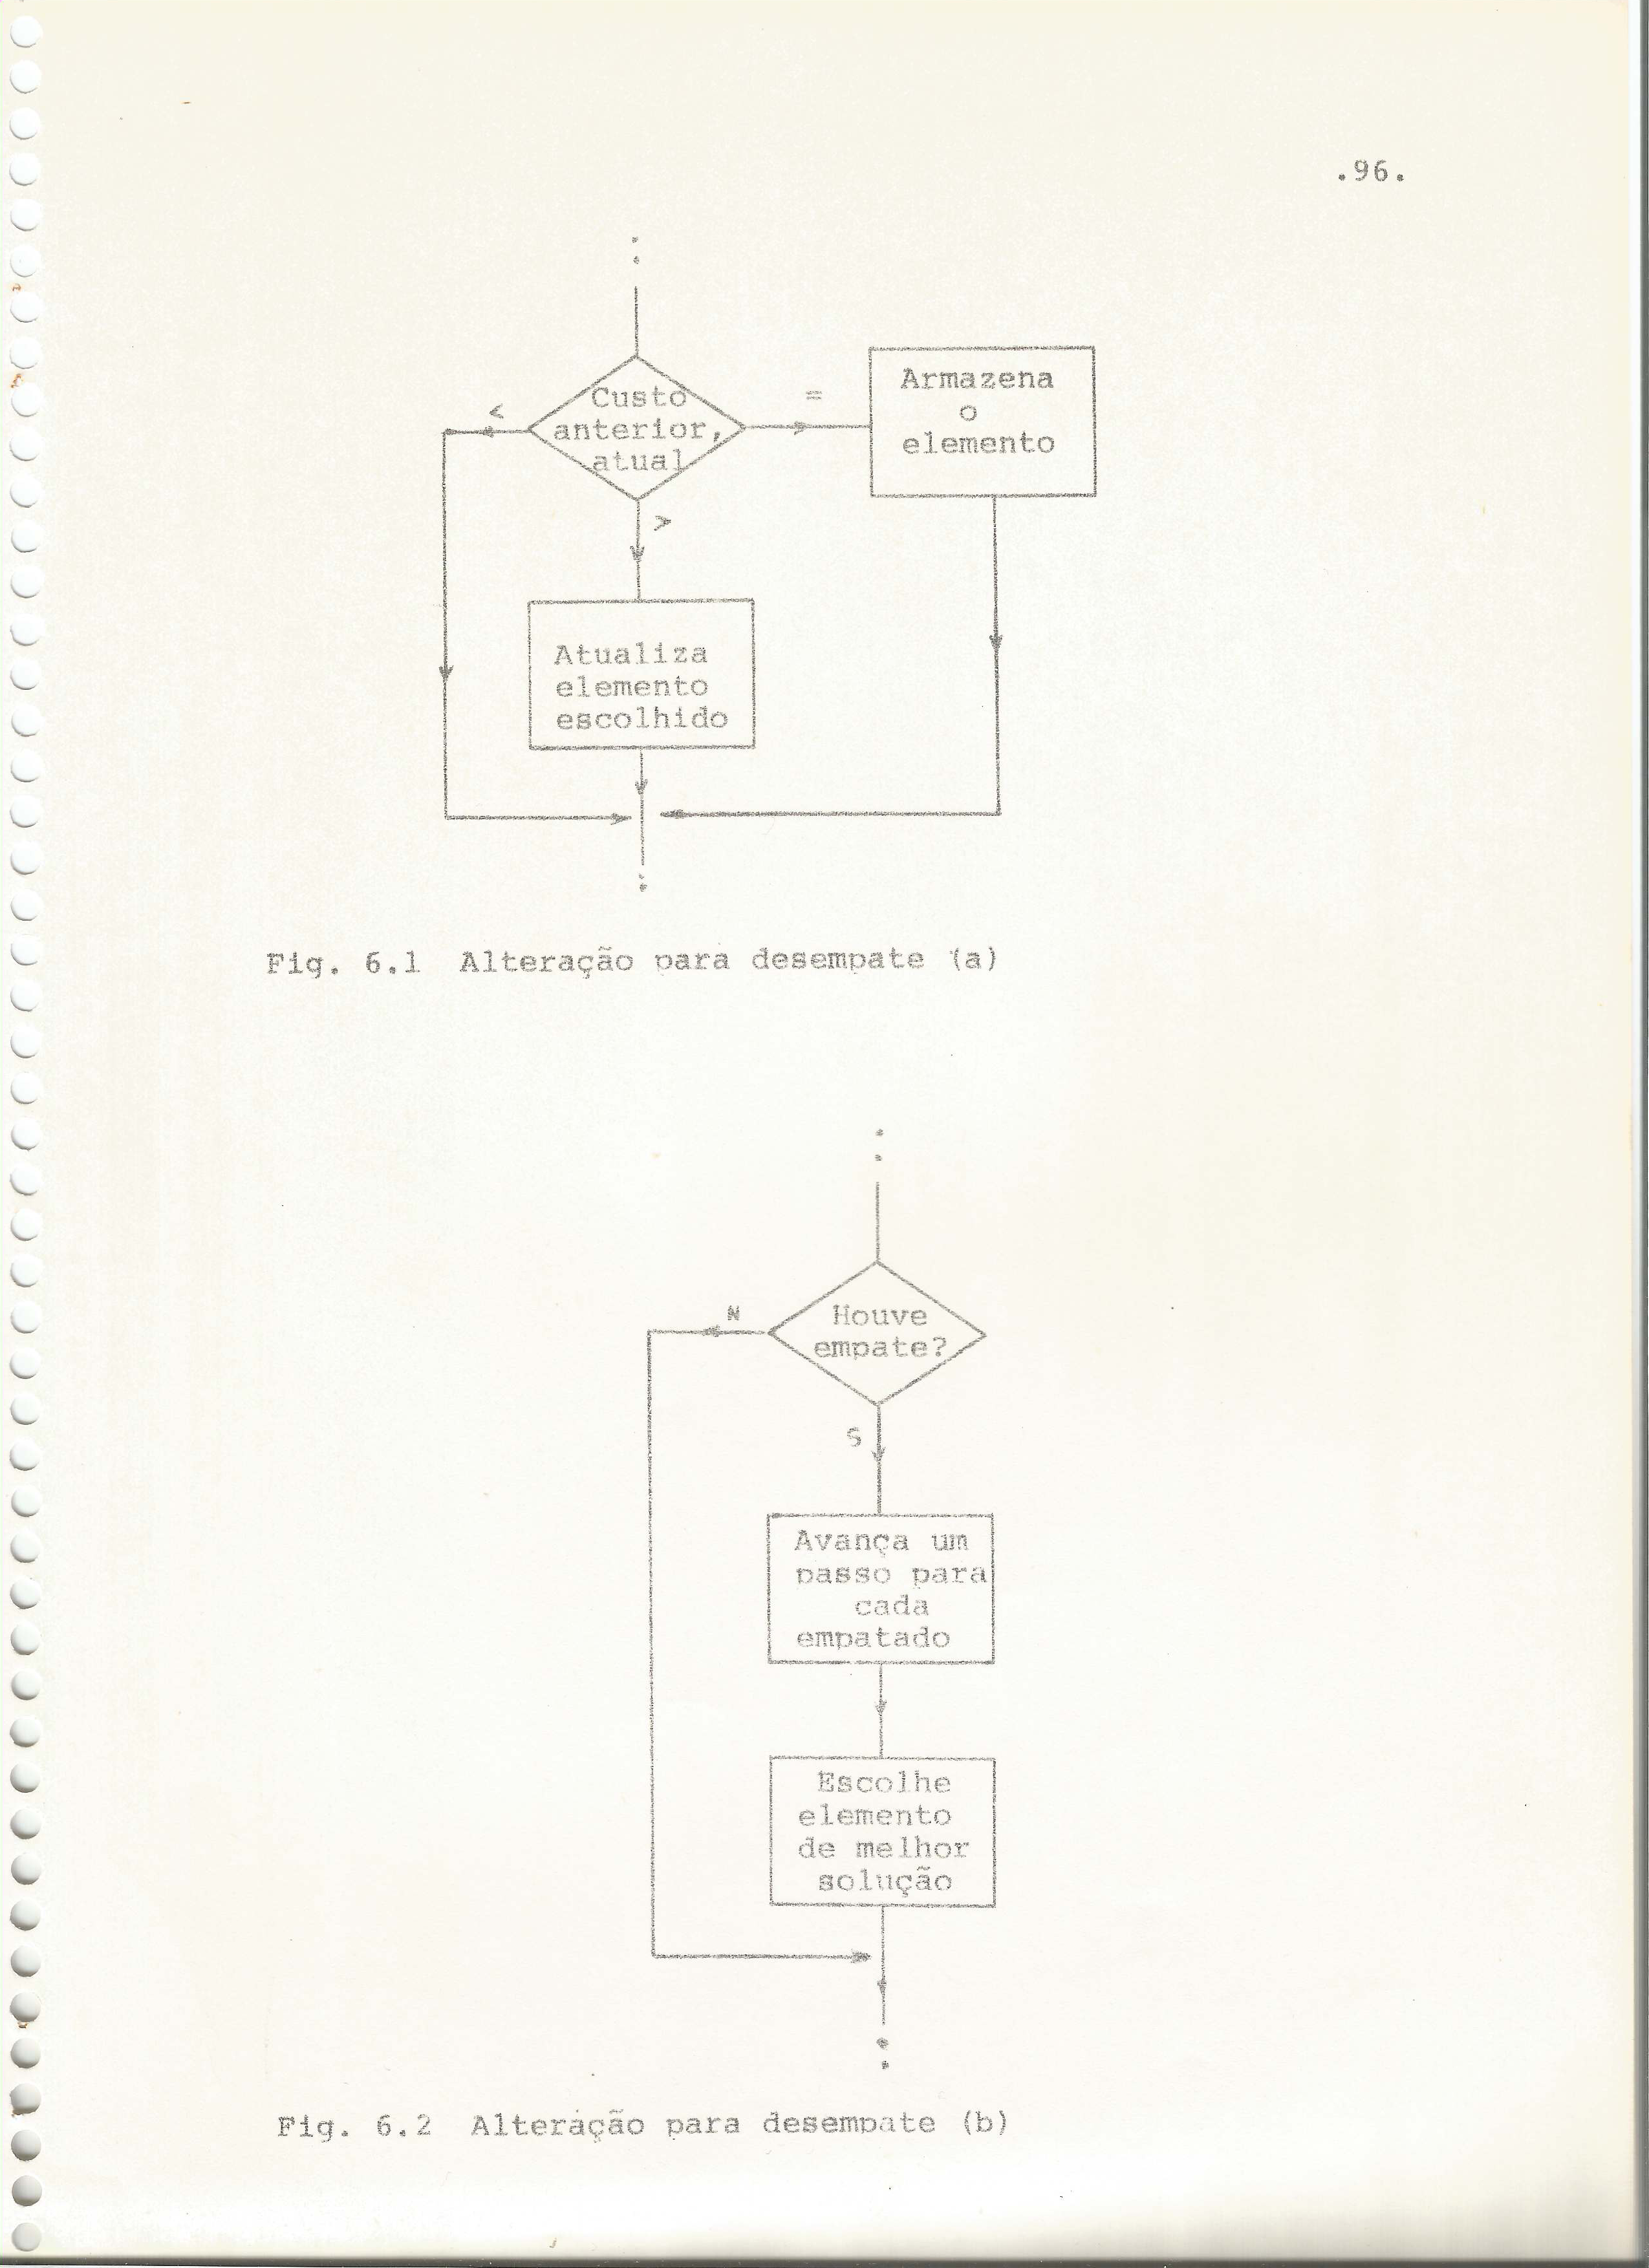 .96.
Custo
anterior,
atual
<
=
>
Armazena
o
elemento
Atualiza
elemento
escolhido
Fig. 6.1 Alteração para desempate (a)
Houve
empate?
N
S
Avança um
passo para
cada
empatado
Escolhe
elemento
de melhor
solução
Fig. 6.2 Alteração para desempate (b)